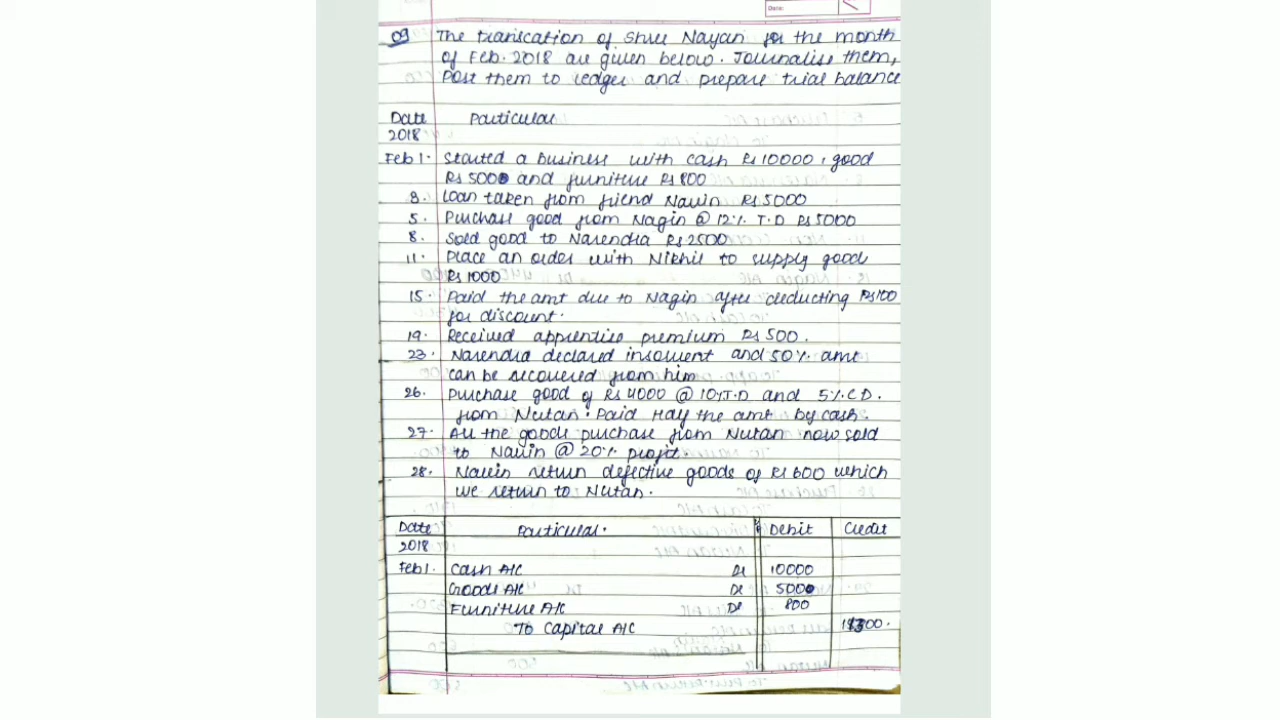 Date:
09 The transcation of Shree Nayan for the month
of Feb. 2018 are given below. Journalise them,
Post them to ledger and prepare trial balance
Date Particular
2018
Feb 1. Started a business with cash Rs 10000, good
Rs 5000 and furniture Rs 800
3. Loan taken from friend Navin Rs 5000
5. Purchase good from Nagin @ 12% T.D Rs 5000
8. Sold good to Narendra Rs 2500
11. Place an order with Nikhil to supply good
Rs 1000
15. Paid the amt due to Nagin after deducting Rs 100
for discount.
19. Received apprentise premium Rs 500.
23. Narendra declared insolvent and 50% amt
can be recovered from him
26. Purchase good of Rs 4000 @ 10% T.D and 5% C.D.
from Nutan. Paid Half the amt by cash.
27. All the goods purchase from Nutan now sold
to Navin @ 20% profit.
28. Navin return defective goods of Rs 600 which
we return to Nutan.
Date Particular. Debit Credit
2018
Feb 1. Cash A/C Dr 10000
Goods A/C Dr 5000
Furniture A/C Dr 800
To Capital A/C